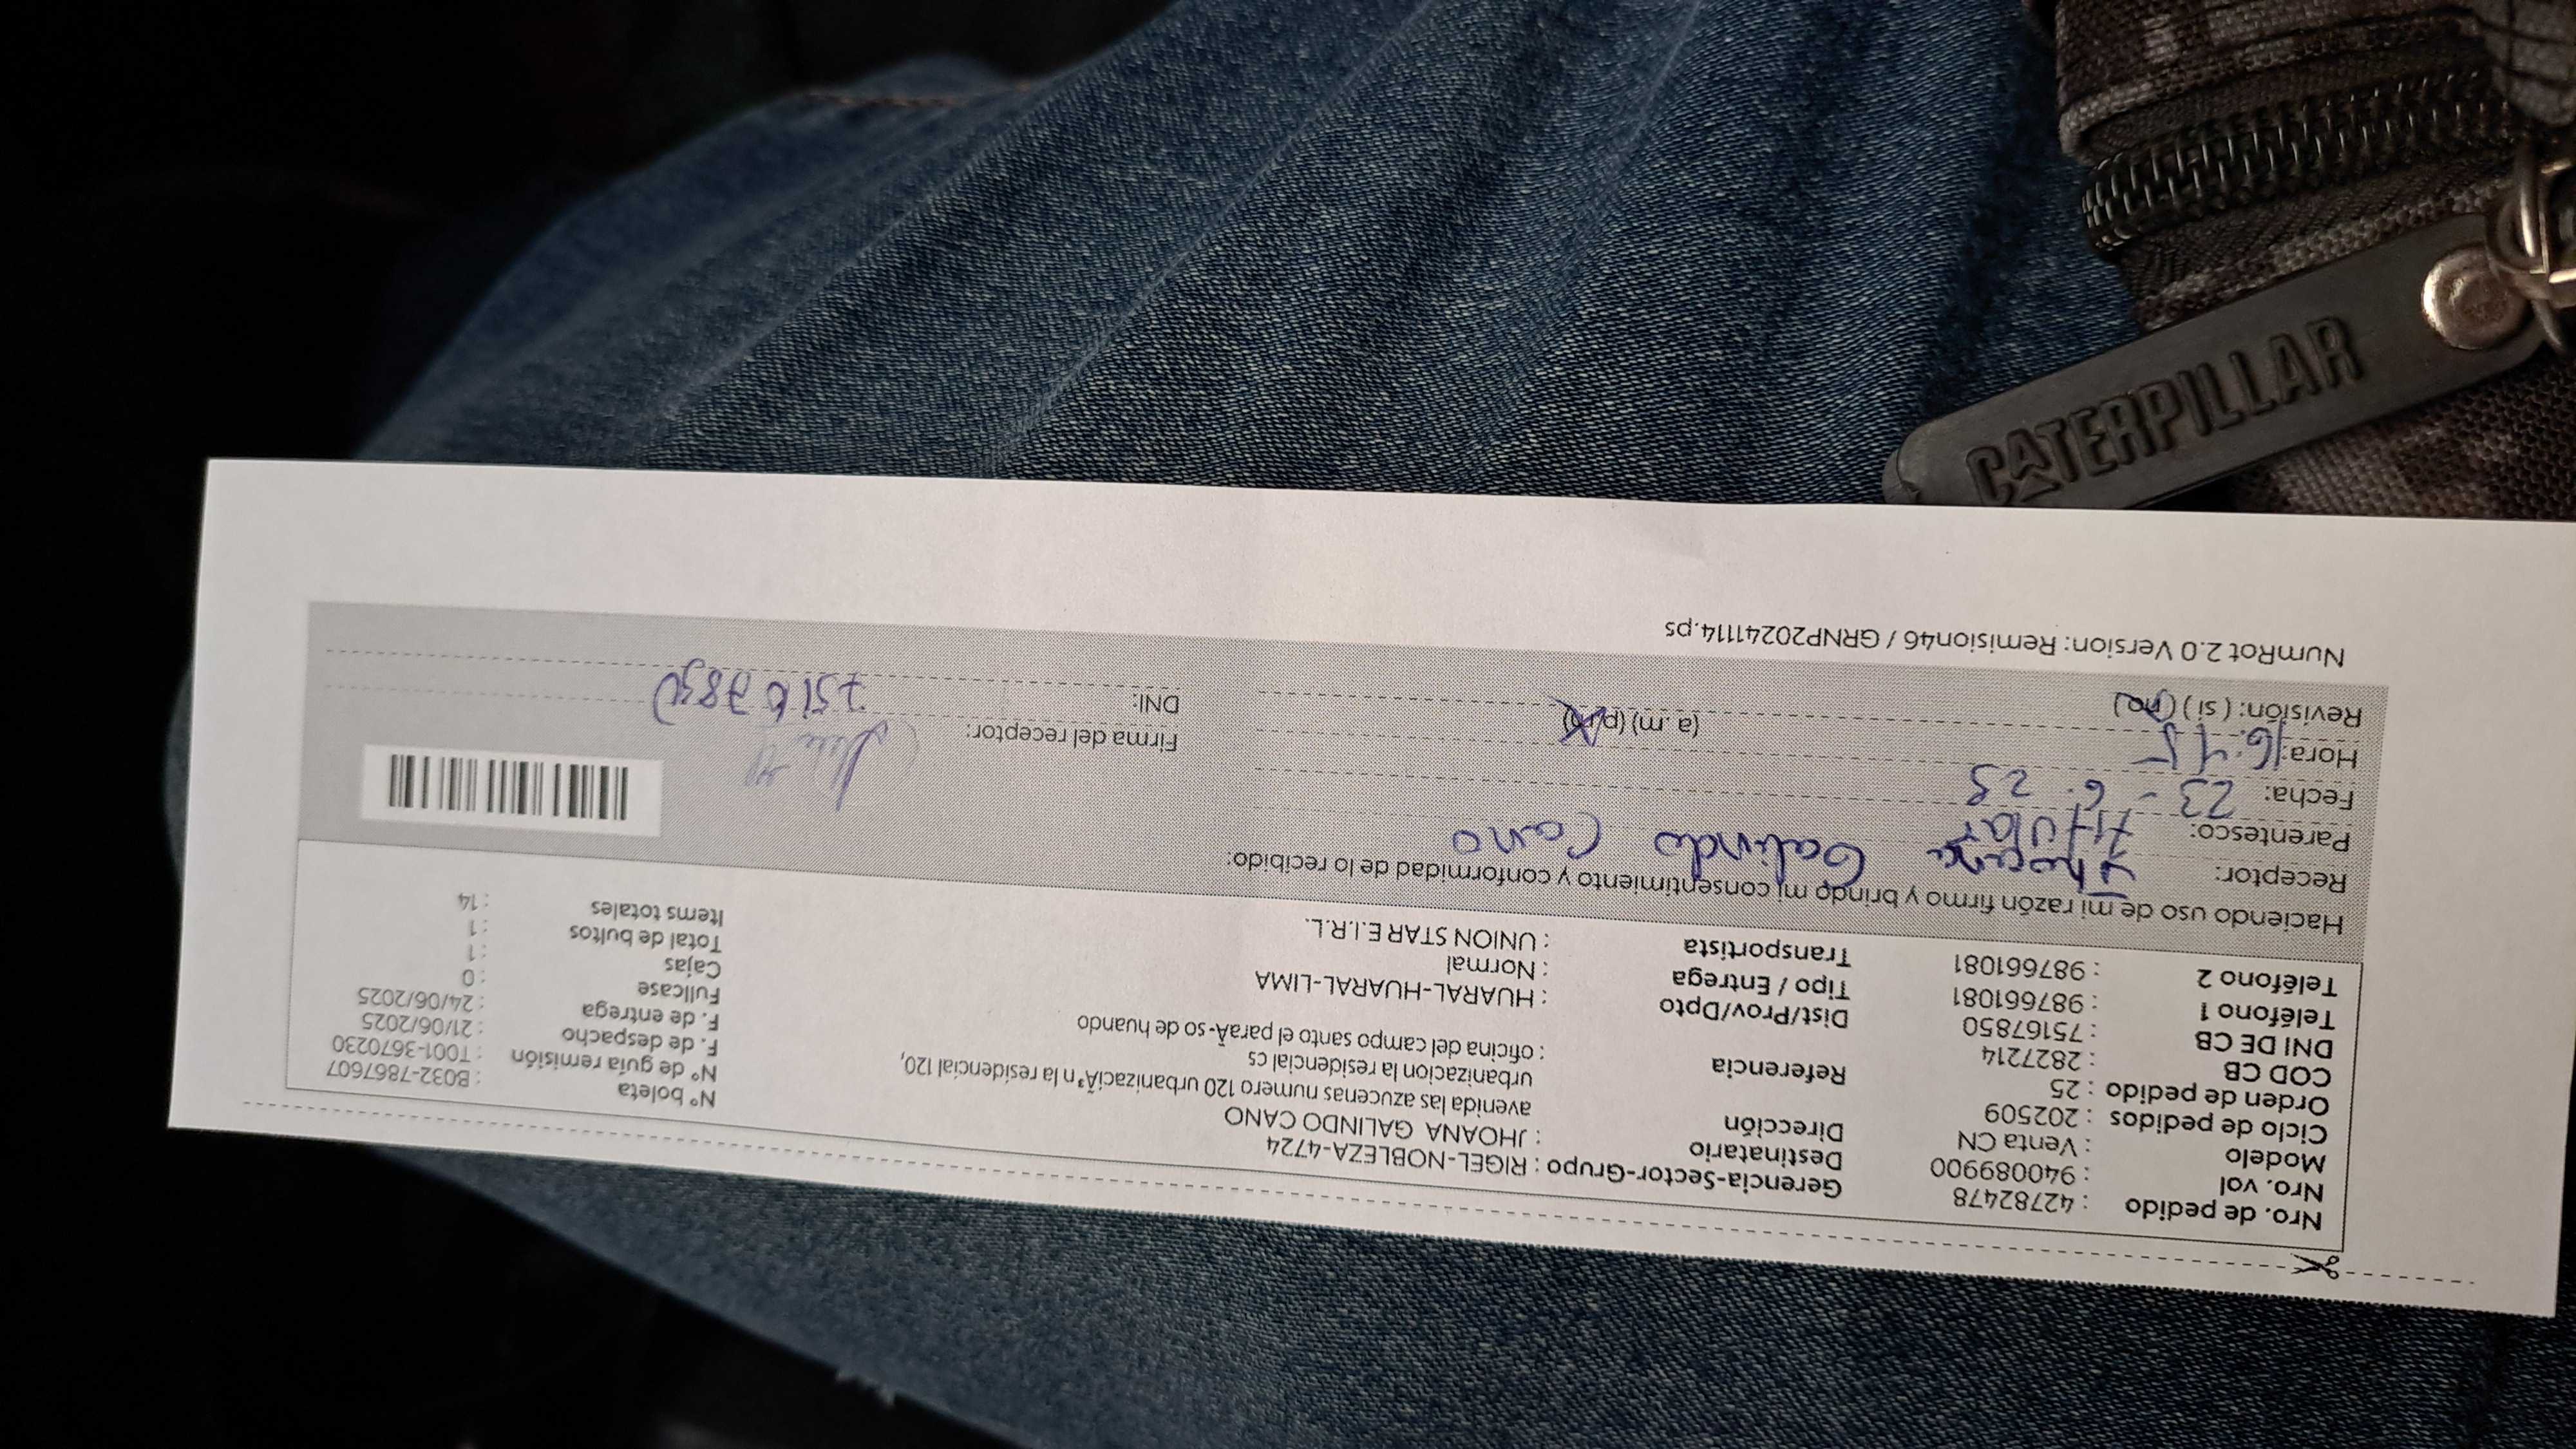 Nro. de pedido : 42782478
Nro. vol : 940089900
Modelo : Venta CN
Ciclo de pedidos : 202509
Orden de pedido : 25
COD CB : 2827214
DNI DE CB : 75167850
Teléfono 1 : 987661081
Teléfono 2 : 987661081
Gerencia-Sector-Grupo : RIGEL-NOBLEZA-4724
Destinatario : JHOANA GALINDO CANO
Dirección avenida las azucenas numero 120 urbanizaciÃ³n la residencial 120,
urbanizacion la residencial cs
Referencia : oficina del campo santo el paraÃ-so de huando
Dist/Prov/Dpto : HUARAL-HUARAL-LIMA
Tipo / Entrega : Normal
Transportista : UNION STAR E.I.R.L.
N° boleta : B032-7867607
N° de guía remisión : T001-3670230
F. de despacho : 21/06/2025
F. de entrega : 24/06/2025
Fullcase : 0
Cajas : 1
Total de bultos : 1
Items totales : 14
Haciendo uso de mi razón firmo y brindo mi consentimiento y conformidad de lo recibido:
Receptor: Jhoana Galindo Cano
Parentesco: titular
Fecha: 23 - 6. 25
Hora: 16:45 (a.m) (p.m)
Revisión: (si) (no)
Firma del receptor:
DNI: 75167850
NumRot 2.0 Version: Remision46 / GRNP20241114.ps
CATERPILLAR